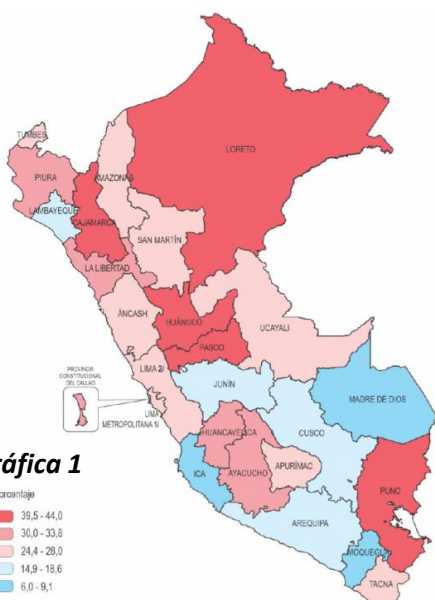 TUMBES
LORETO
PIURA
AMAZONAS
LAMBAYEQUE
CAJAMARCA
SAN MARTÍN
LA LIBERTAD
ÁNCASH
HUÁNUCO
UCAYALI
PASCO
PROVINCIA
CONSTITUCIONAL
DEL CALLAO
LIMA 2/
JUNÍN
MADRE DE DIOS
LIMA
METROPOLITANA 1/
HUANCAVELICA
CUSCO
ráfica 1
ICA
AYACUCHO
APURÍMAC
PUNO
orcentaje
39,5 - 44,0
30,0 - 33,8
24,4 - 28,0
14,9 - 18,6
6,0 - 9,1
AREQUIPA
MOQUEGUA
TACNA